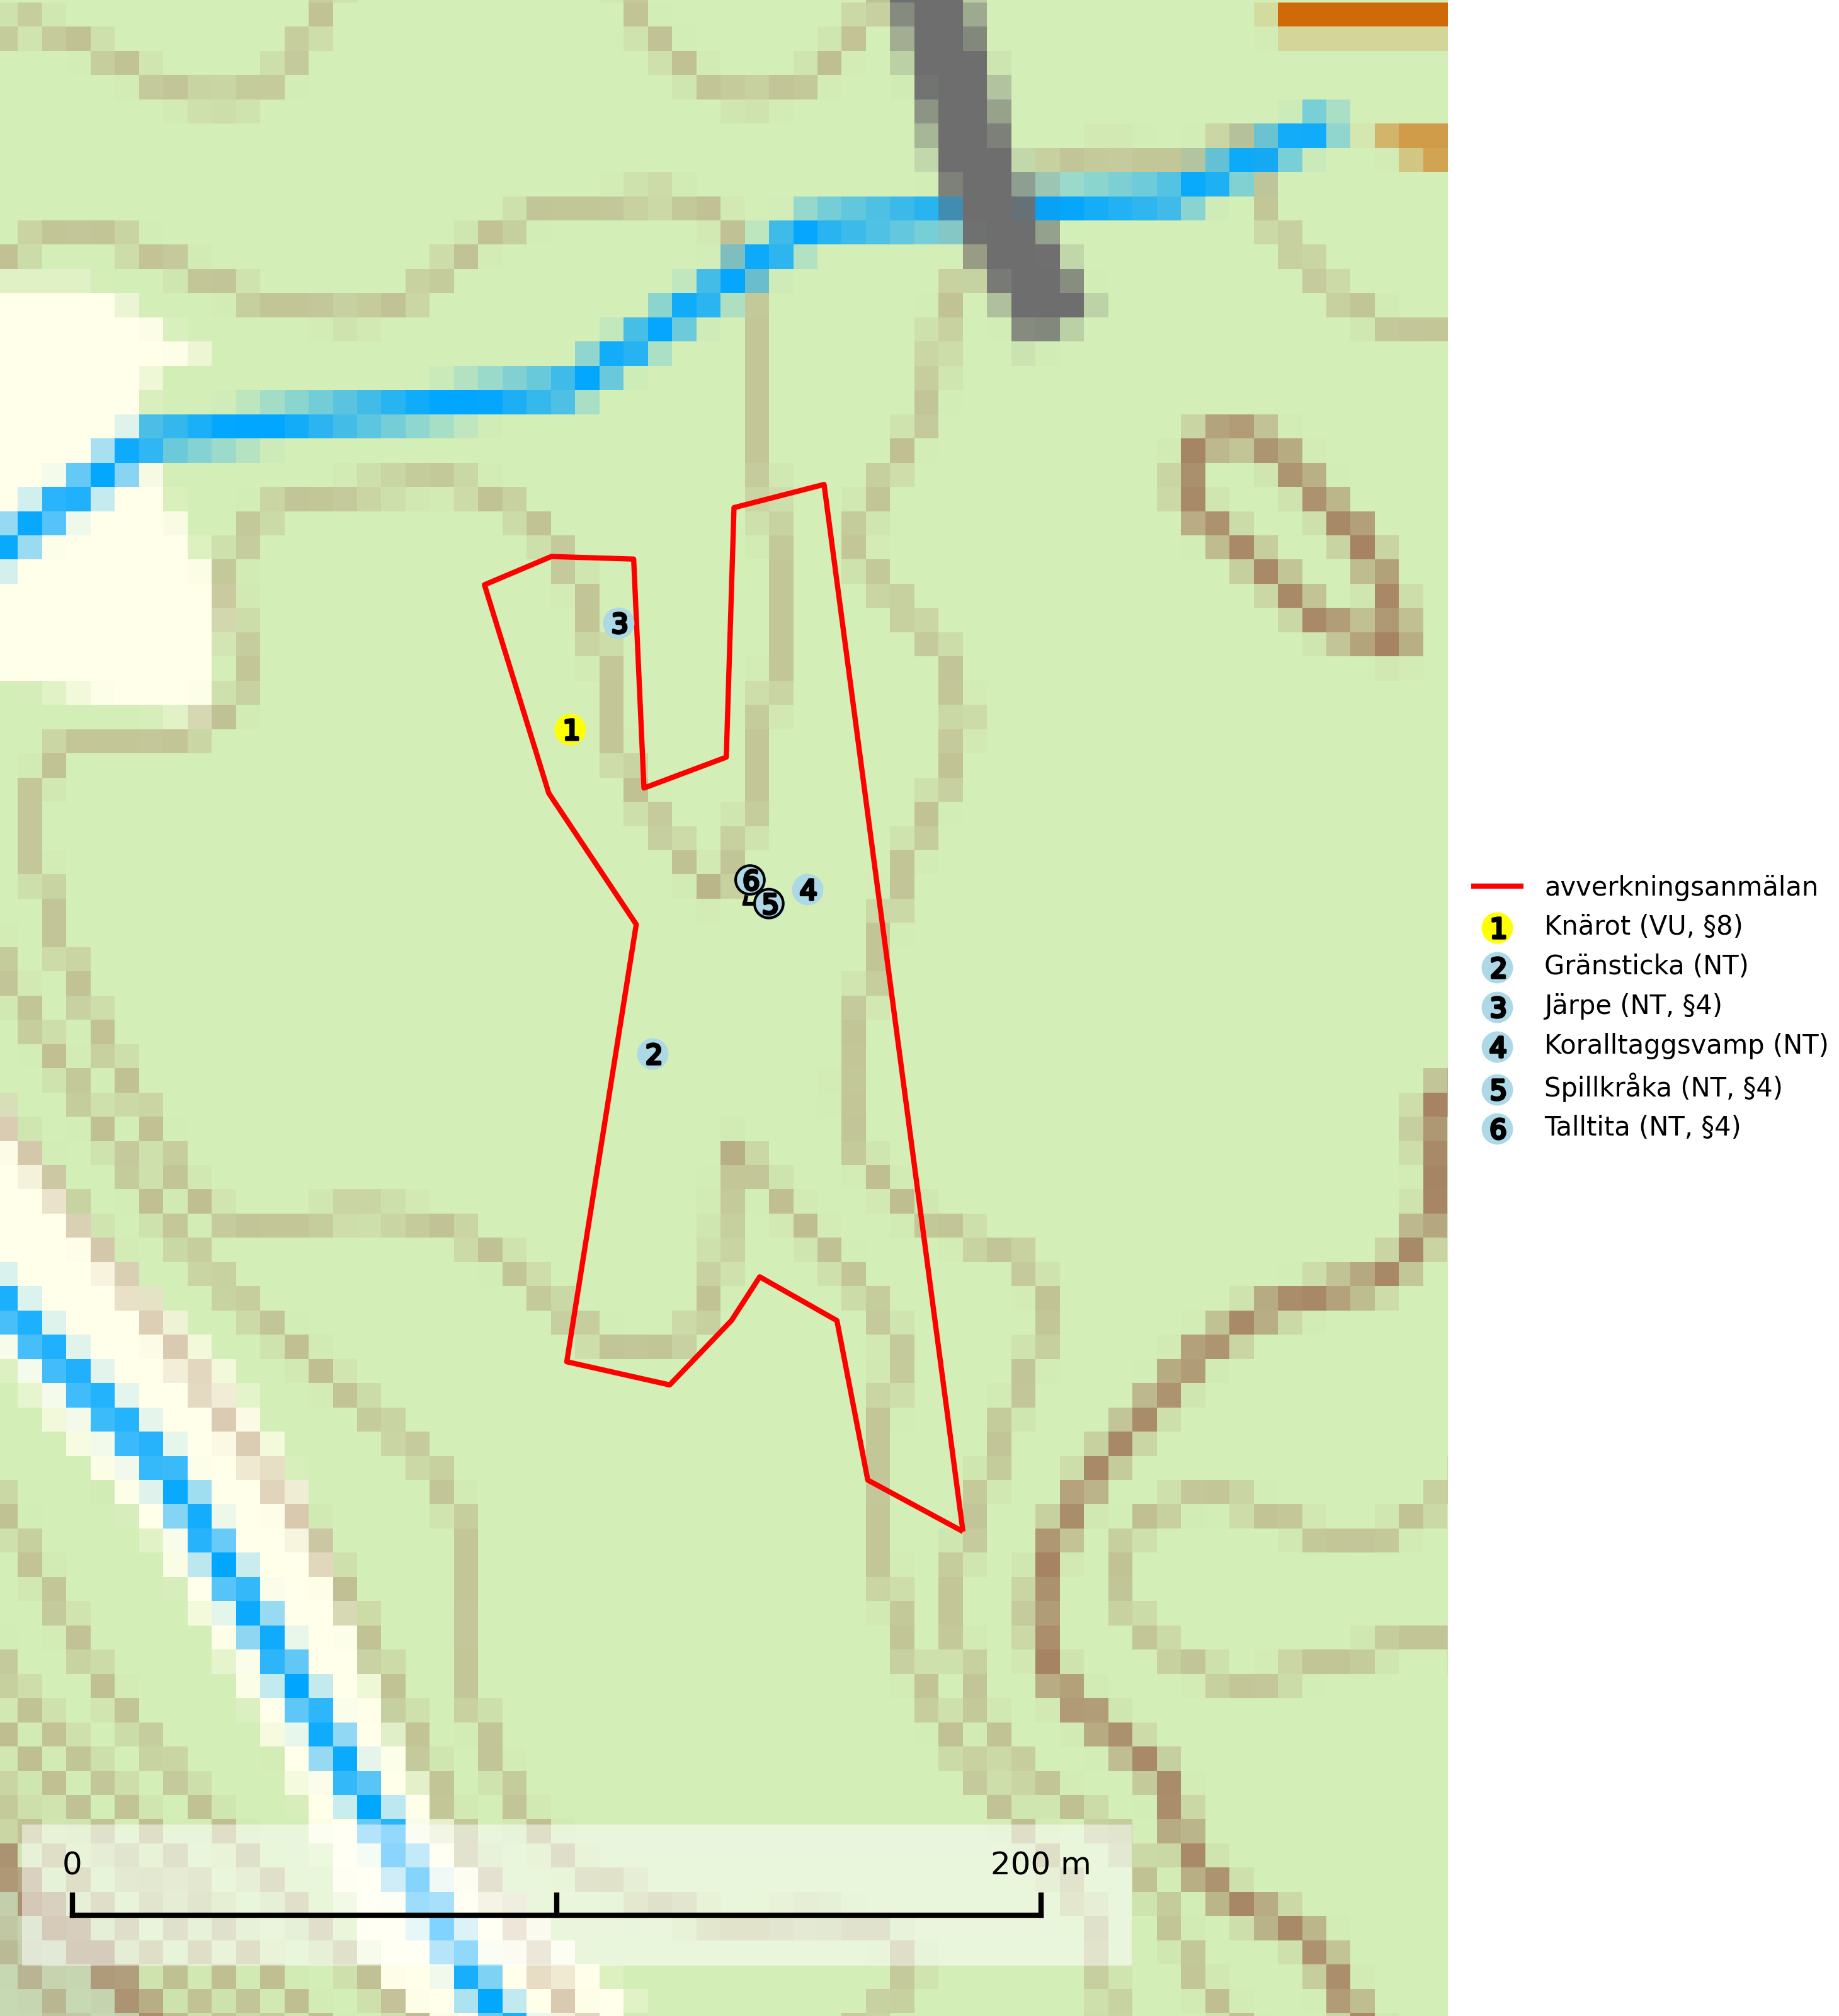 3
1
6
5
4
2
avverkningsanmälan
1 Knärot (VU, §8)
2 Gränsticka (NT)
3 Järpe (NT, §4)
4 Koralltaggsvamp (NT)
5 Spillkråka (NT, §4)
6 Talltita (NT, §4)
0 200 m